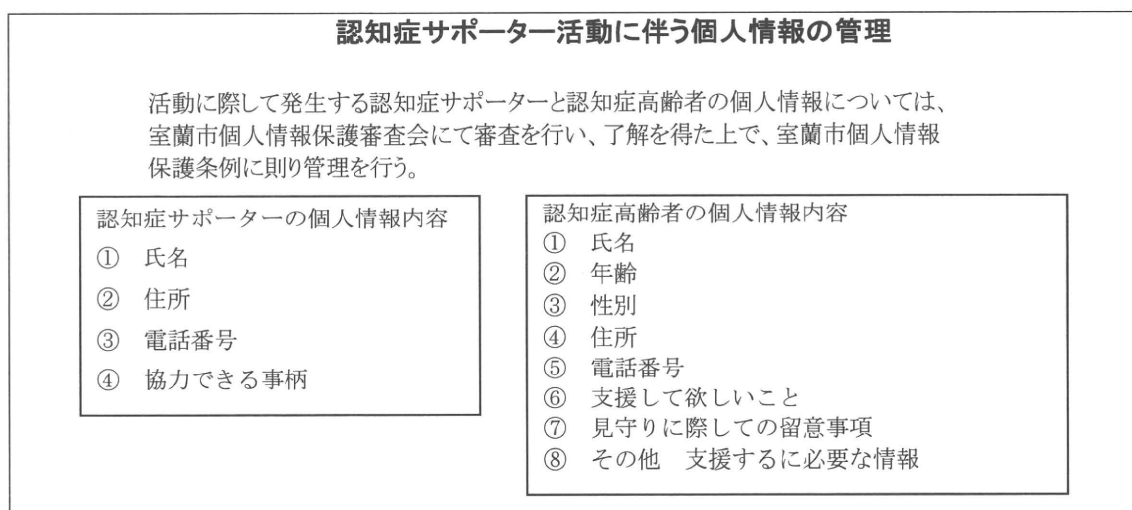 認知症サポーター活動に伴う個人情報の管理
活動に際して発生する認知症サポーターと認知症高齢者の個人情報については、
室蘭市個人情報保護審査会にて審査を行い、了解を得た上で、室蘭市個人情報
保護条例に則り管理を行う。
認知症サポーターの個人情報内容
① 氏名
② 住所
③ 電話番号
④ 協力できる事柄
認知症高齢者の個人情報内容
① 氏名
② 年齢
③ 性別
④ 住所
⑤ 電話番号
⑥ 支援して欲しいこと
⑦ 見守りに際しての留意事項
⑧ その他　支援するに必要な情報